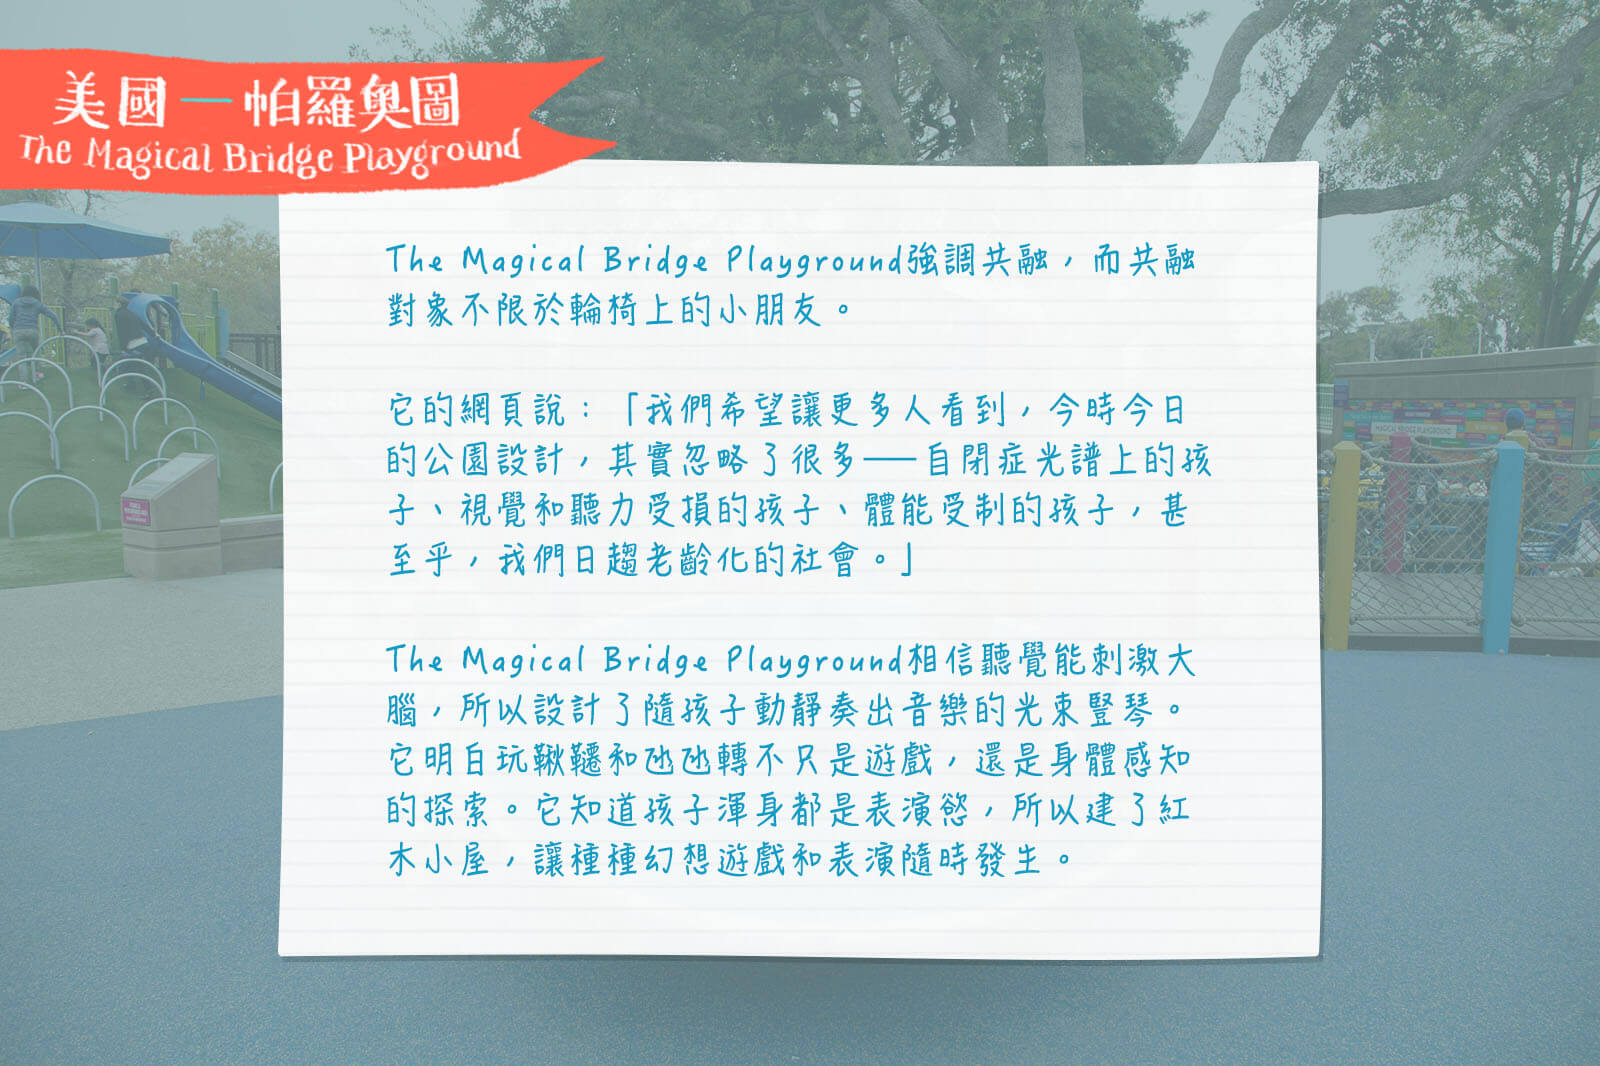 美國—帕羅奧圖
The Magical Bridge Playground
The Magical Bridge Playground強調共融，而共融
對象不限於輪椅上的小朋友。
它的網頁說：「我們希望讓更多人看到，今時今日
的公園設計，其實忽略了很多——自閉症光譜上的孩
子、視覺和聽力受損的孩子、體能受制的孩子，甚
至乎，我們日趨老齡化的社會。」
The Magical Bridge Playground相信聽覺能刺激大
腦，所以設計了隨孩子動靜奏出音樂的光束豎琴。
它明白玩鞦韆和氹氹轉不只是遊戲，還是身體感知
的探索。它知道孩子渾身都是表演慾，所以建了紅
木小屋，讓種種幻想遊戲和表演隨時發生。
MAGICAL BRIDGE PLAYGROUND